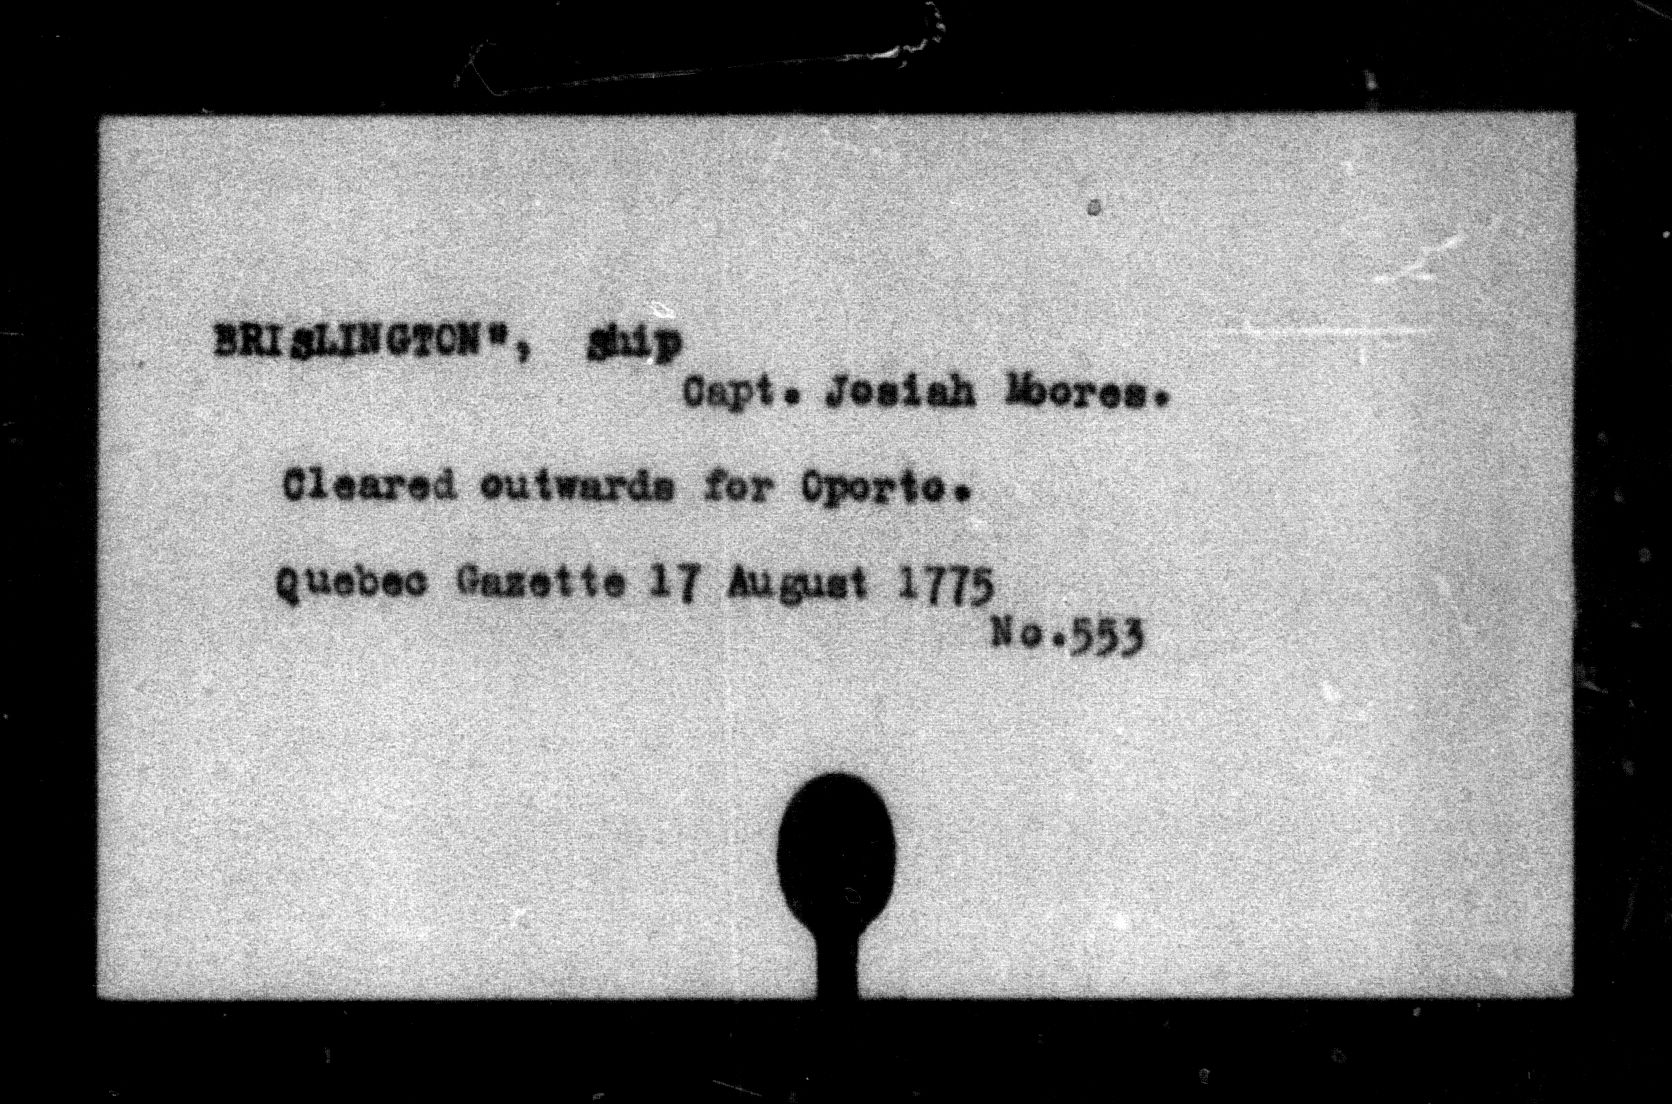 BRISLINGTON", ship
Capt. Josiah Moores.
Cleared outwards for Oporto.
Quebec Gazette 17 August 1775
No.553